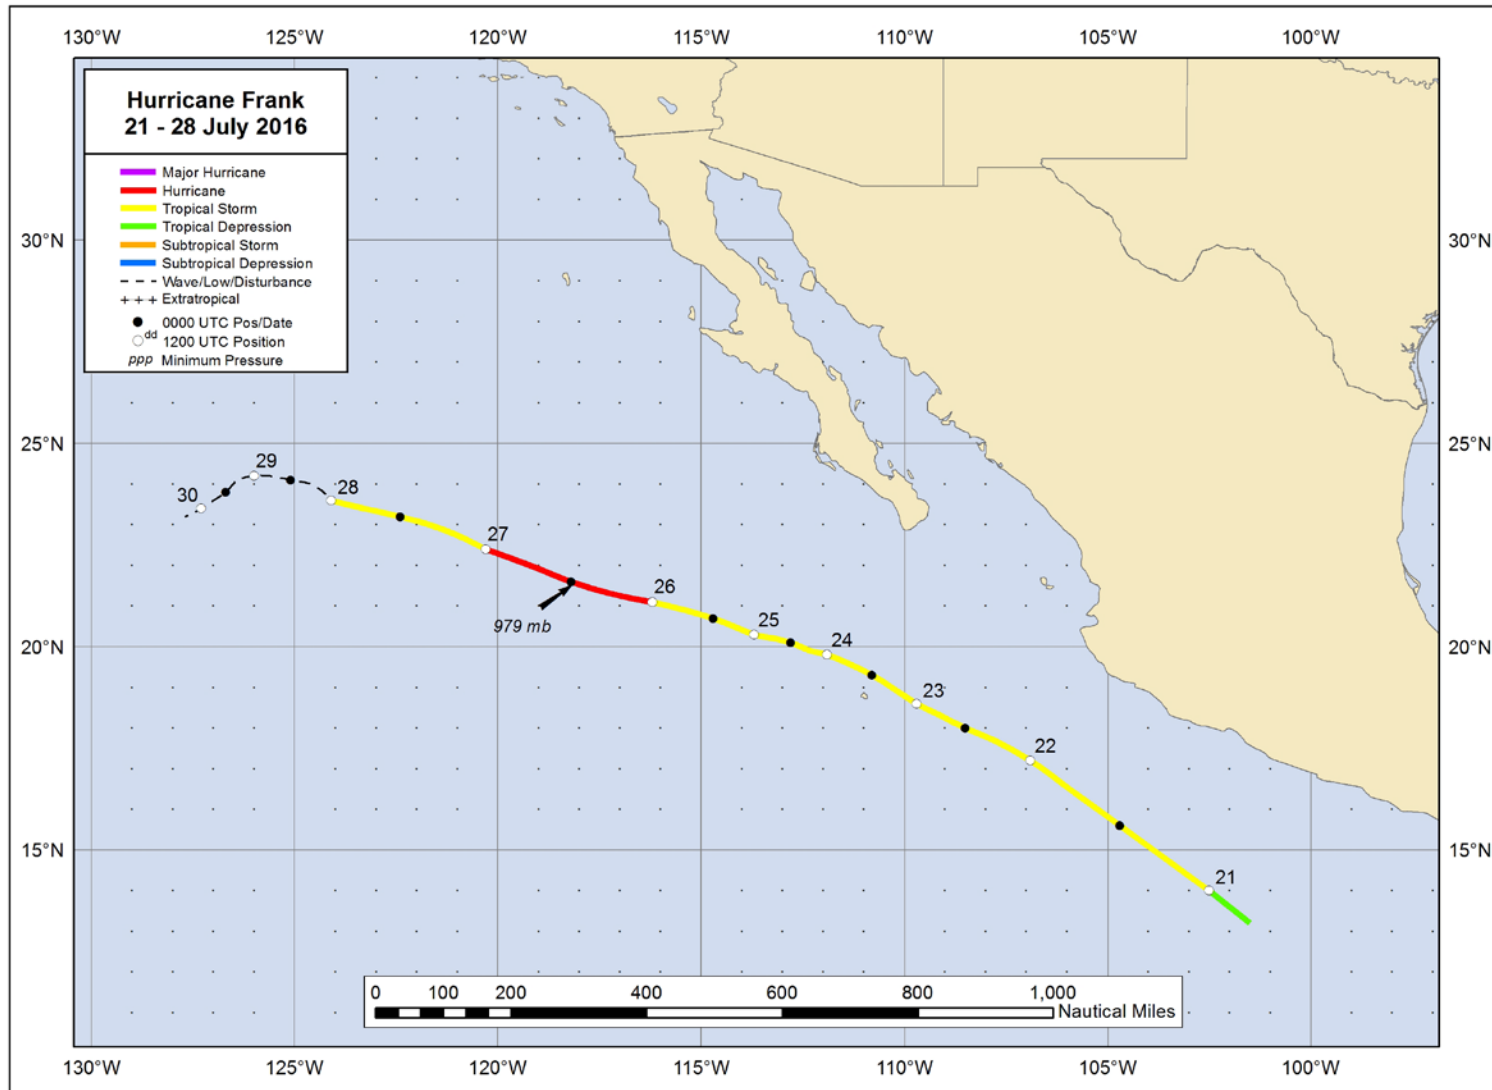 130°W 125°W 120°W 115°W 110°W 105°W 100°W
Hurricane Frank
21 - 28 July 2016
Major Hurricane
Hurricane
Tropical Storm
Tropical Depression
Subtropical Storm
Subtropical Depression
Wave/Low/Disturbance
+++ Extratropical
0000 UTC Pos/Date
dd 1200 UTC Position
ppp Minimum Pressure
30°N 30°N
25°N 25°N
29
30
28
27
26
979 mb
25
24
20°N 20°N
23
22
15°N 15°N
21
0 100 200 400 600 800 1,000
Nautical Miles
130°W 125°W 120°W 115°W 110°W 105°W 100°W